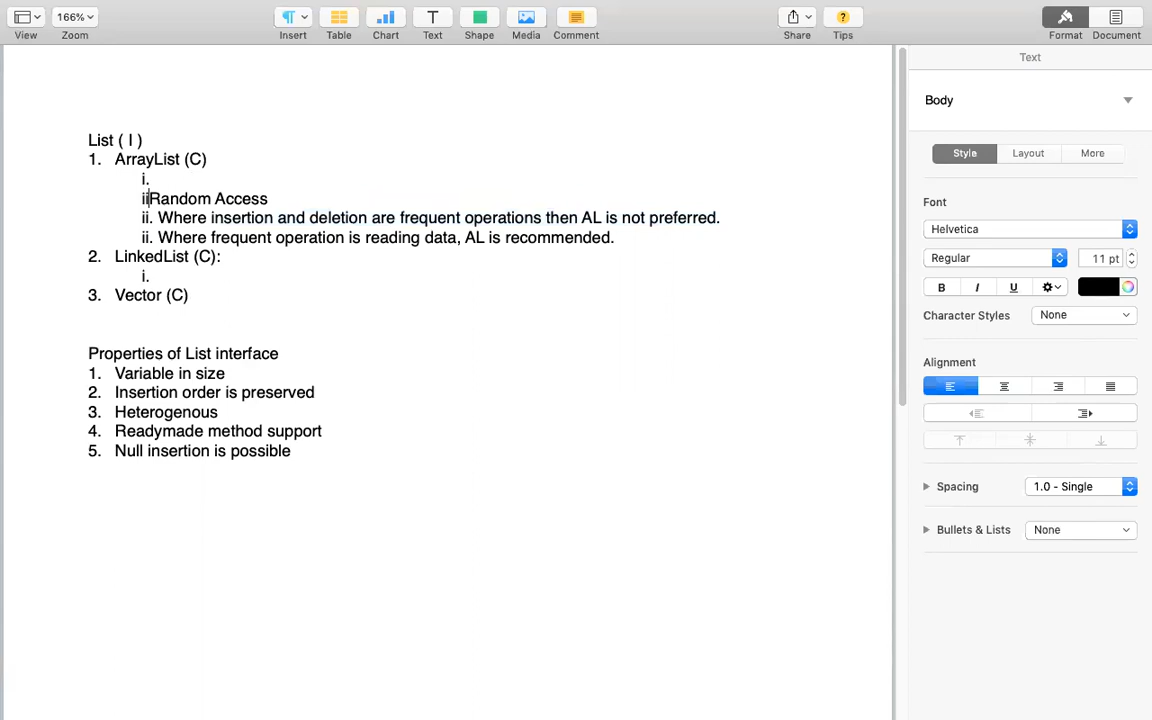 166%
View
Zoom
Insert
Table
Chart
Text
Shape
Media
Comment
Share
Tips
Format
Document
List ( I )
1. ArrayList (C)
i.
iiRandom Access
ii. Where insertion and deletion are frequent operations then AL is not preferred.
ii. Where frequent operation is reading data, AL is recommended.
2. LinkedList (C):
i.
3. Vector (C)
Properties of List interface
1. Variable in size
2. Insertion order is preserved
3. Heterogenous
4. Readymade method support
5. Null insertion is possible
Text
Body
Style
Layout
More
Font
Helvetica
Regular
11 pt
B
I
U
Character Styles
None
Alignment
Spacing
1.0 - Single
Bullets & Lists
None